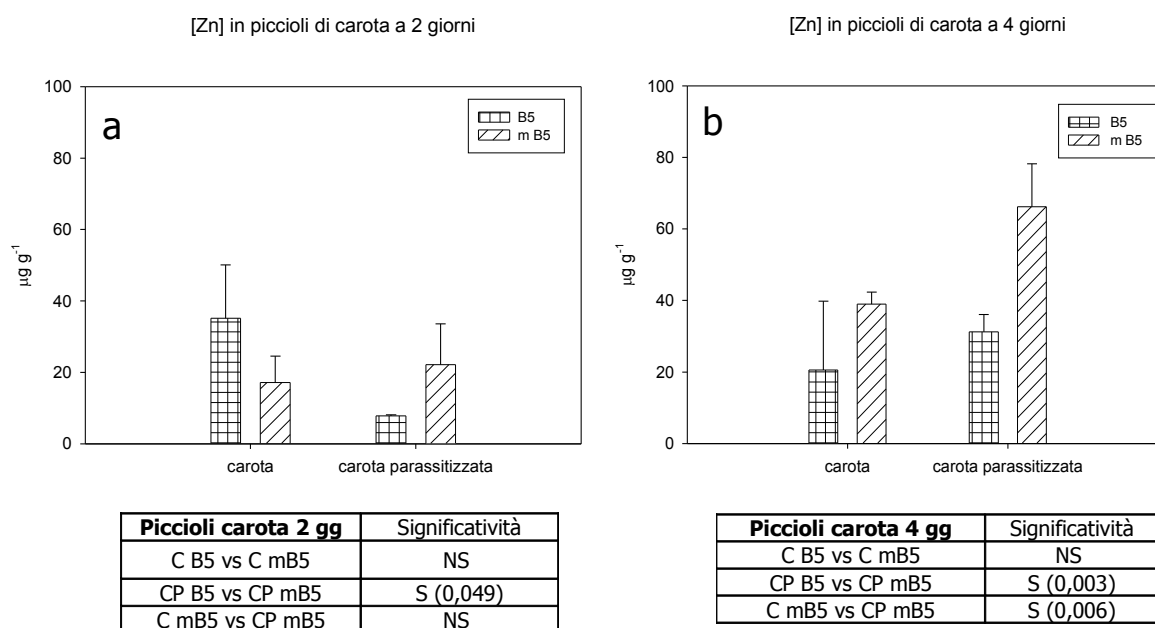 [Zn] in piccioli di carota a 2 giorni
a
B5
m B5
100
80
60
40
20
0
µg g-1
carota
carota parassitizzata
Piccioli carota 2 gg Significatività
C B5 vs C mB5 NS
CP B5 vs CP mB5 S (0,049)
C mB5 vs CP mB5 NS
[Zn] in piccioli di carota a 4 giorni
b
B5
m B5
100
80
60
40
20
0
µg g-1
carota
carota parassitizzata
Piccioli carota 4 gg Significatività
C B5 vs C mB5 NS
CP B5 vs CP mB5 S (0,003)
C mB5 vs CP mB5 S (0,006)